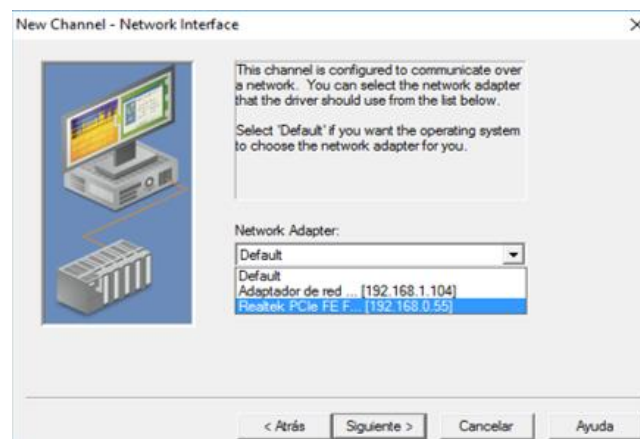 New Channel - Network Interface
This channel is configured to communicate over
a network. You can select the network adapter
that the driver should use from the list below.
Select 'Default' if you want the operating system
to choose the network adapter for you.
Network Adapter:
Default
Default
Adaptador de red ... [192.168.1.104]
Realtek PCIe FE F... [192.168.0.55]
< Atrás
Siguiente >
Cancelar
Ayuda